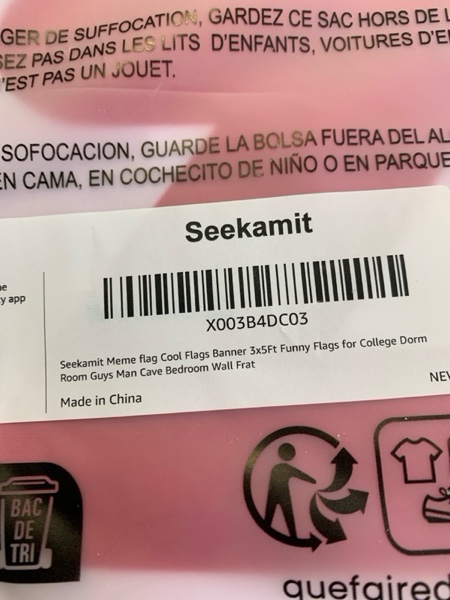 GER DE SUFFOCATION, GARDEZ CE SAC HORS DE
SEZ PAS DANS LES LITS D'ENFANTS, VOITURES
'EST PAS UN JOUET.
SOFOCACION, GUARDE LA BOLSA FUERA DEL AL
EN CAMA, EN COCHECITO DE NIÑO O EN PARQUE
Seekamit
y app
X003B4DC03
Seekamit Meme flag Cool Flags Banner 3x5Ft Funny Flags for College Dorm
Room Guys Man Cave Bedroom Wall Frat
NEW
Made in China
BAC
DE
TRI
quefaired